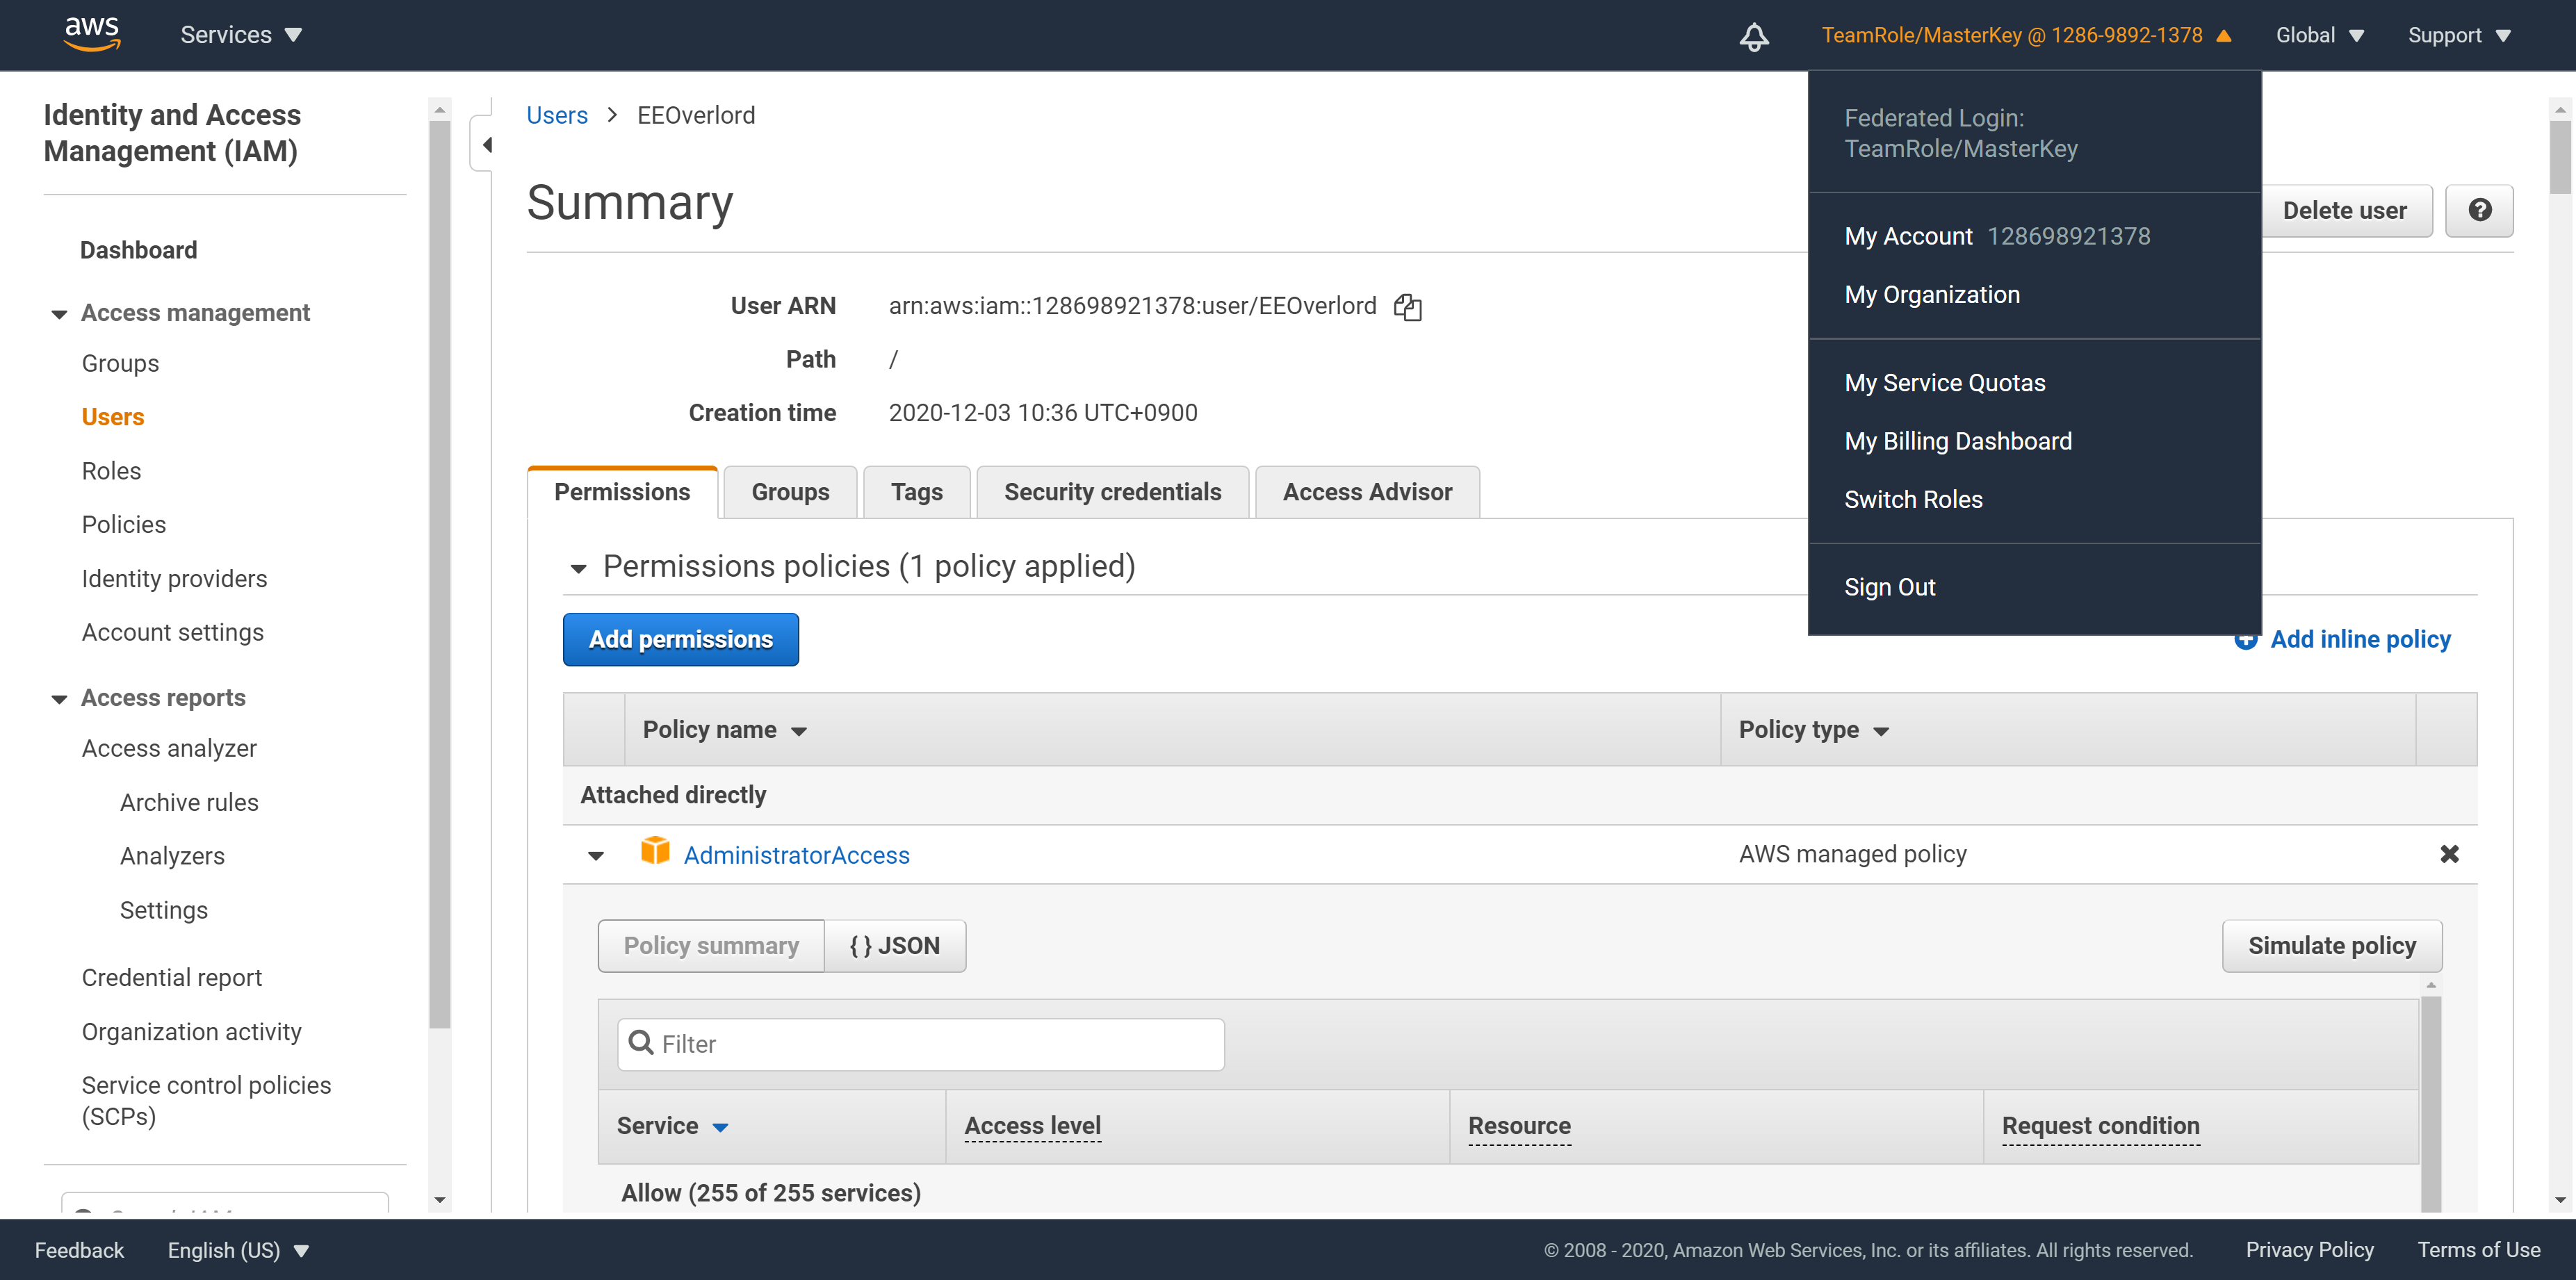 aws
Services
TeamRole/MasterKey @ 1286-9892-1378
Global
Support
Identity and Access
Management (IAM)
Dashboard
Access management
Groups
Users
Roles
Policies
Identity providers
Account settings
Access reports
Access analyzer
Archive rules
Analyzers
Settings
Credential report
Organization activity
Service control policies
(SCPs)
Users > EEOverlord
Summary
Delete user
User ARN arn:aws:iam::128698921378:user/EEOverlord
Path /
Creation time 2020-12-03 10:36 UTC+0900
Permissions
Groups
Tags
Security credentials
Access Advisor
Permissions policies (1 policy applied)
Add permissions
Add inline policy
Policy name
Policy type
Attached directly
AdministratorAccess
AWS managed policy
Policy summary
{ } JSON
Simulate policy
Filter
Service
Access level
Resource
Request condition
Allow (255 of 255 services)
Federated Login:
TeamRole/MasterKey
My Account 128698921378
My Organization
My Service Quotas
My Billing Dashboard
Switch Roles
Sign Out
Feedback
English (US)
© 2008 - 2020, Amazon Web Services, Inc. or its affiliates. All rights reserved.
Privacy Policy
Terms of Use